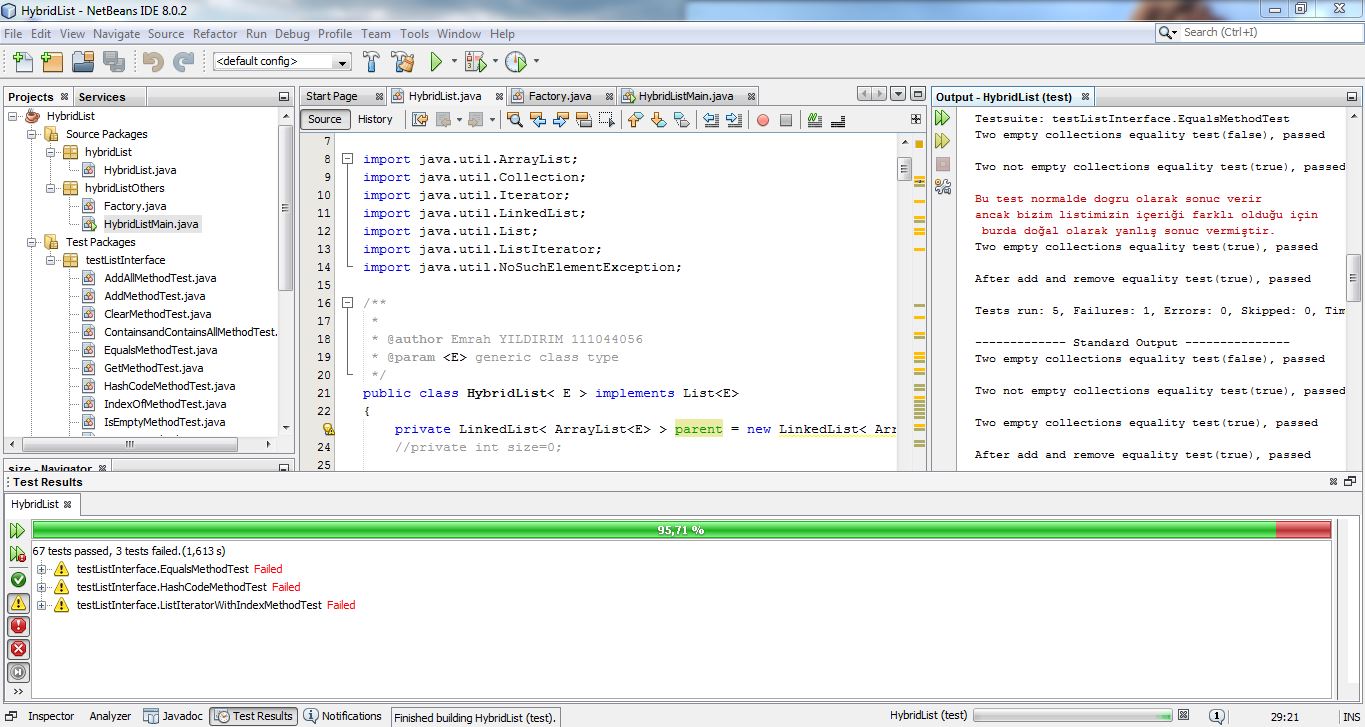 HybridList - NetBeans IDE 8.0.2
File Edit View Navigate Source Refactor Run Debug Profile Team Tools Window Help
Search (Ctrl+I)
<default config>
Projects Services
HybridList
Source Packages
hybridList
HybridList.java
hybridListOthers
Factory.java
HybridListMain.java
Test Packages
testListInterface
AddAllMethodTest.java
AddMethodTest.java
ClearMethodTest.java
ContainsandContainsAllMethodTest.
EqualsMethodTest.java
GetMethodTest.java
HashCodeMethodTest.java
IndexOfMethodTest.java
IsEmptyMethodTest.java
size - Navigator
Start Page HybridList.java Factory.java HybridListMain.java
Source History
7
8 import java.util.ArrayList;
9 import java.util.Collection;
10 import java.util.Iterator;
11 import java.util.LinkedList;
12 import java.util.List;
13 import java.util.ListIterator;
14 import java.util.NoSuchElementException;
15
16 /**
17 *
18 * @author Emrah YILDIRIM 111044056
19 * @param <E> generic class type
20 */
21 public class HybridList< E > implements List<E>
22 {
private LinkedList< ArrayList<E> > parent = new LinkedList< Arr
24 //private int size=0;
25
Output - HybridList (test)
Testsuite: testListInterface.EqualsMethodTest
Two empty collections equality test(false), passed
Two not empty collections equality test(true), passed
Bu test normalde dogru olarak sonuc verir
ancak bizim listimizin içeriği farklı olduğu için
burda doğal olarak yanlış sonuc vermiştir.
Two empty collections equality test(true), passed
After add and remove equality test(true), passed
Tests run: 5, Failures: 1, Errors: 0, Skipped: 0, Tim
------------- Standard Output ---------------
Two empty collections equality test(false), passed
Two not empty collections equality test(true), passed
Two empty collections equality test(true), passed
After add and remove equality test(true), passed
Test Results
HybridList
95,71 %
67 tests passed, 3 tests failed.(1,613 s)
testListInterface.EqualsMethodTest Failed
testListInterface.HashCodeMethodTest Failed
testListInterface.ListIteratorWithIndexMethodTest Failed
>>
Inspector Analyzer Javadoc Test Results Notifications Finished building HybridList (test). HybridList (test) 1 29:21 INS